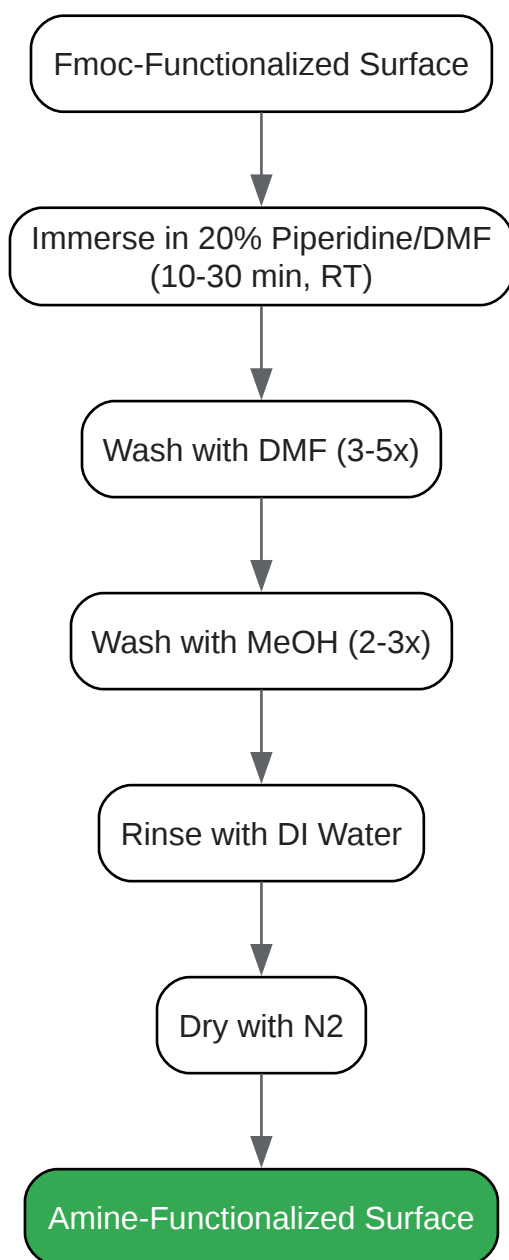 Fmoc-Functionalized Surface
Immerse in 20% Piperidine/DMF
(10-30 min, RT)
Wash with DMF (3-5x)
Wash with MeOH (2-3x)
Rinse with DI Water
Dry with N2
Amine-Functionalized Surface